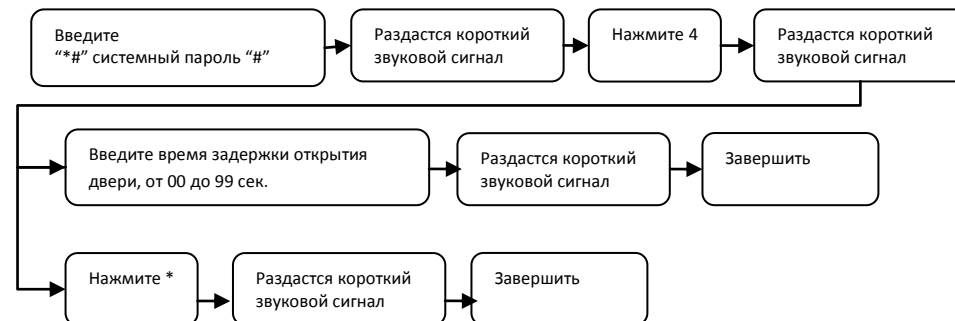 Введите
“*#” системный пароль “#”
Раздастся короткий
звуковой сигнал
Нажмите 4
Раздастся короткий
звуковой сигнал
Введите время задержки открытия
двери, от 00 до 99 сек.
Раздастся короткий
звуковой сигнал
Завершить
Нажмите *
Раздастся короткий
звуковой сигнал
Завершить